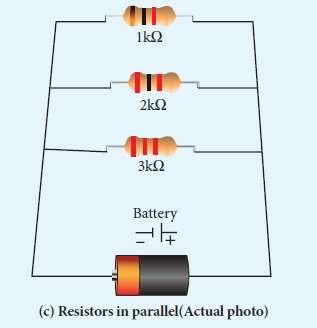 1kΩ
2kΩ
3kΩ
Battery
− +
(c) Resistors in parallel(Actual photo)